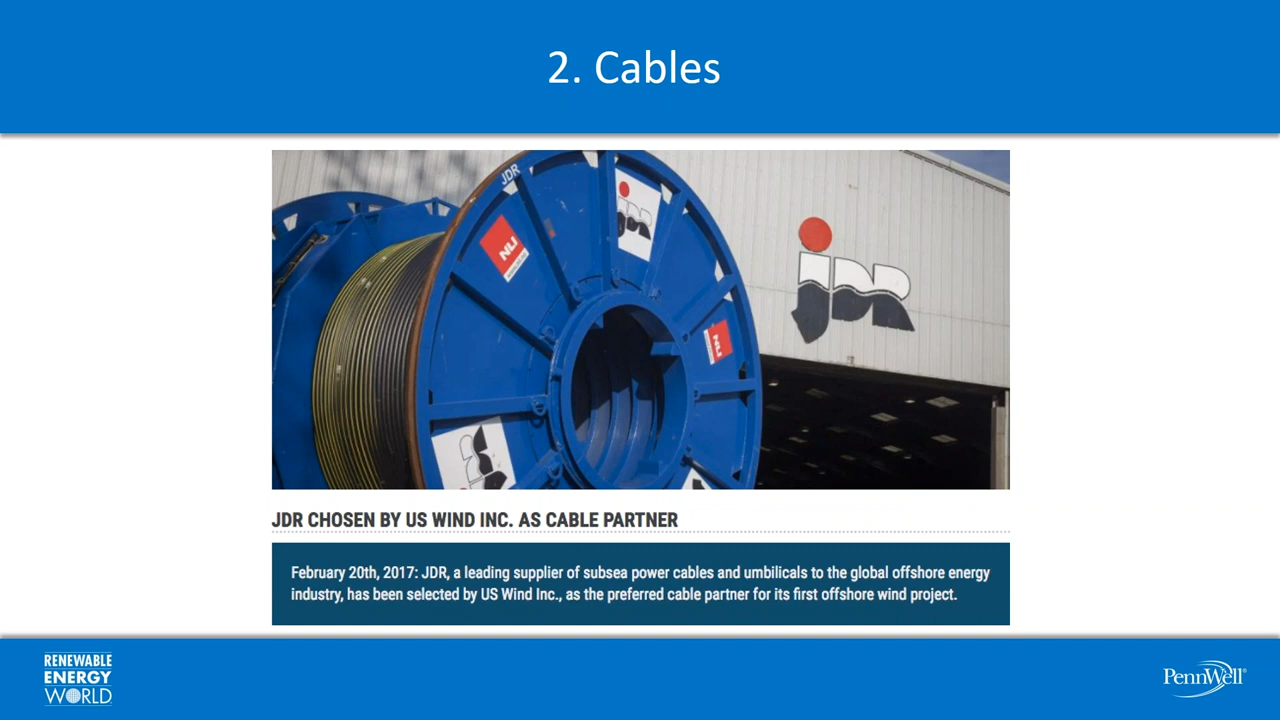 2. Cables
JDR
NLI
jDR
NLI
jDR
JDR CHOSEN BY US WIND INC. AS CABLE PARTNER
February 20th, 2017: JDR, a leading supplier of subsea power cables and umbilicals to the global offshore energy
industry, has been selected by US Wind Inc., as the preferred cable partner for its first offshore wind project.
RENEWABLE
ENERGY
WORLD
PennWell®